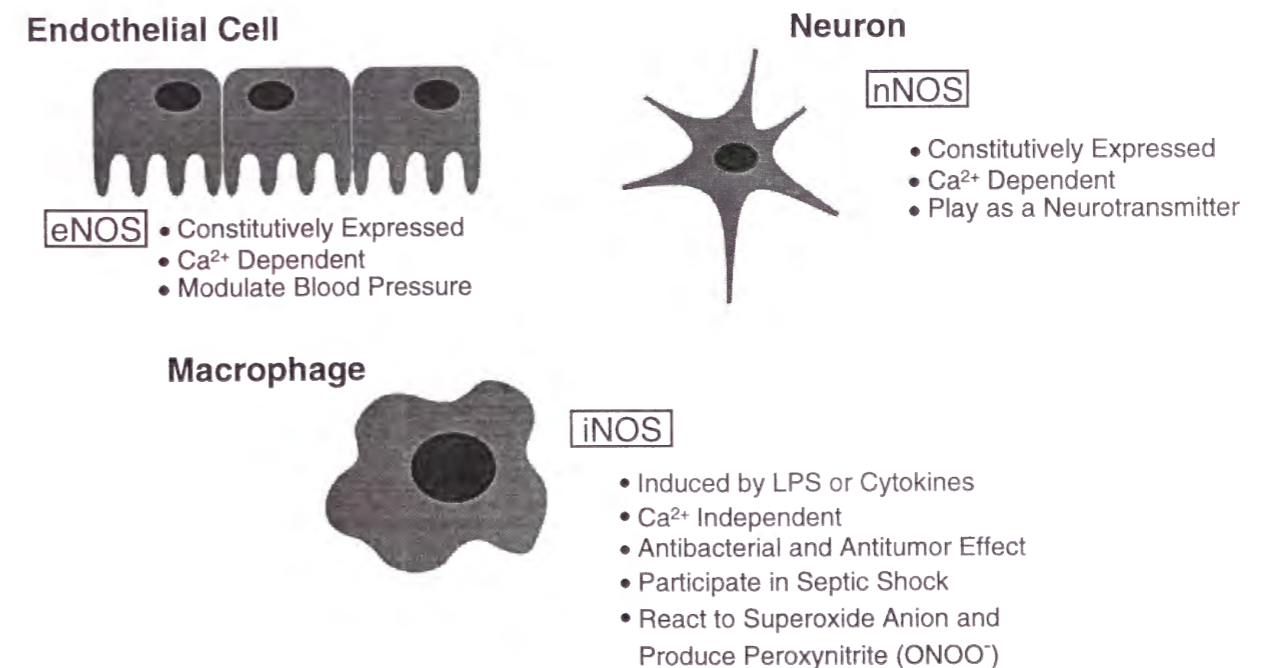 Endothelial Cell
eNOS
• Constitutively Expressed
• Ca²⁺ Dependent
• Modulate Blood Pressure
Neuron
nNOS
• Constitutively Expressed
• Ca²⁺ Dependent
• Play as a Neurotransmitter
Macrophage
iNOS
• Induced by LPS or Cytokines
• Ca²⁺ Independent
• Antibacterial and Antitumor Effect
• Participate in Septic Shock
• React to Superoxide Anion and
Produce Peroxynitrite (ONOO⁻)